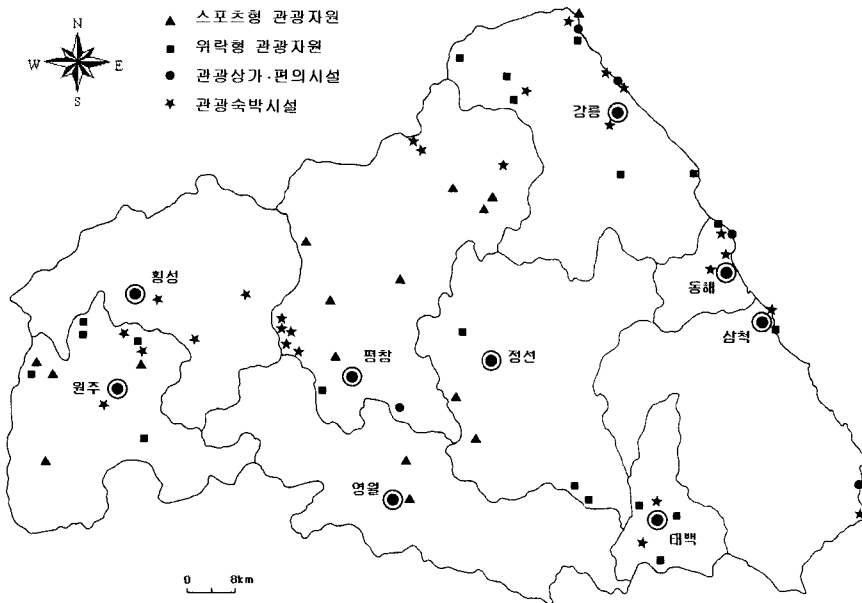 N
W E
S
스포츠형 관광자원
위락형 관광자원
관광상가·편의시설
관광숙박시설
강릉
횡성
동해
삼척
평창
정선
원주
영월
태백
0 8km